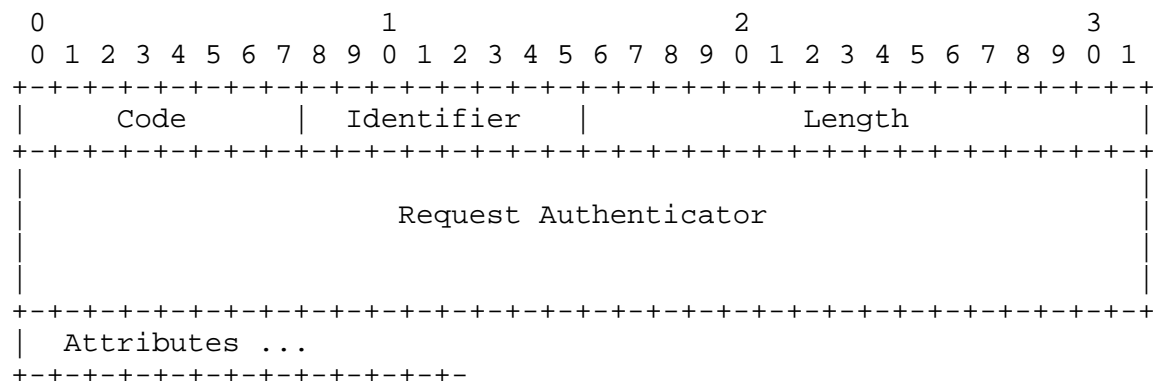 0                   1                   2                   3
 0 1 2 3 4 5 6 7 8 9 0 1 2 3 4 5 6 7 8 9 0 1 2 3 4 5 6 7 8 9 0 1
+-+-+-+-+-+-+-+-+-+-+-+-+-+-+-+-+-+-+-+-+-+-+-+-+-+-+-+-+-+-+-+-+
|     Code      |  Identifier   |            Length             |
+-+-+-+-+-+-+-+-+-+-+-+-+-+-+-+-+-+-+-+-+-+-+-+-+-+-+-+-+-+-+-+-+
|                                                               |
|                     Request Authenticator                     |
|                                                               |
|                                                               |
+-+-+-+-+-+-+-+-+-+-+-+-+-+-+-+-+-+-+-+-+-+-+-+-+-+-+-+-+-+-+-+-+
|  Attributes ...
+-+-+-+-+-+-+-+-+-+-+-+-+-